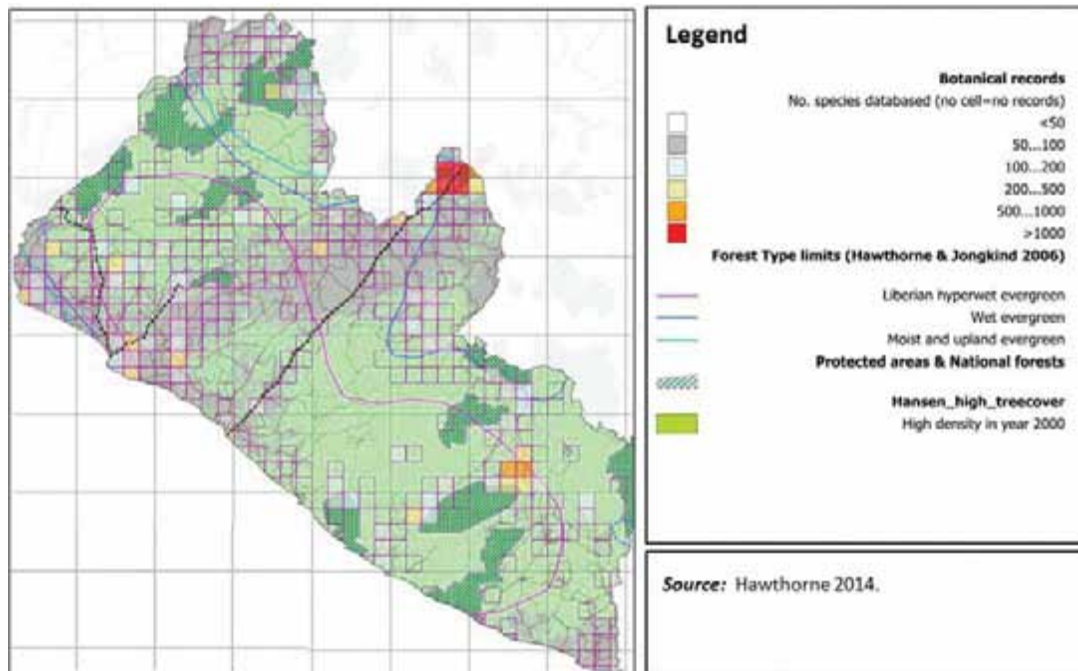 Legend
Botanical records
No. species databased (no cell=no records)
<50
50...100
100...200
200...500
500...1000
>1000
Forest Type limits (Hawthorne & Jongkind 2006)
Liberian hyperwet evergreen
Wet evergreen
Moist and upland evergreen
Protected areas & National forests
Hansen_high_treecover
High density in year 2000
Source: Hawthorne 2014.